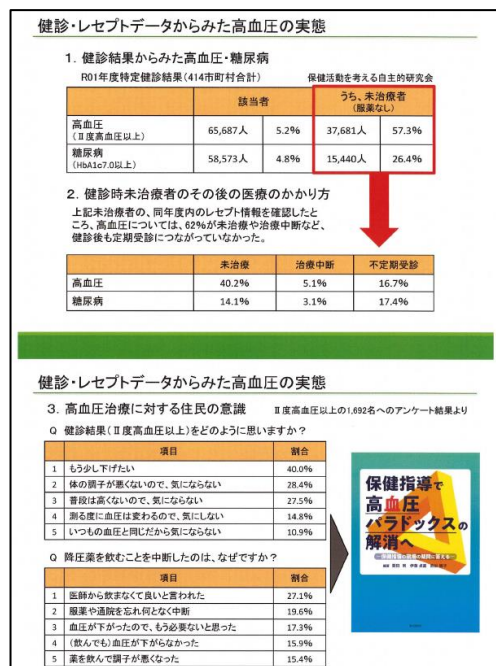 健診・レセプトデータからみた高血圧の実態
1. 健診結果からみた高血圧・糖尿病
R01年度特定健診結果(414市町村合計) 保健活動を考える自主的研究会
該当者 うち、未治療者
(服薬なし)
高血圧
(Ⅱ度高血圧以上) 65,687人 5.2% 37,681人 57.3%
糖尿病
(HbA1c7.0以上) 58,573人 4.8% 15,440人 26.4%
2. 健診時未治療者のその後の医療のかかり方
上記未治療者の、同年度内のレセプト情報を確認したと
ころ、高血圧については、62%が未治療や治療中断など、
健診後も定期受診につながっていなかった。
未治療 治療中断 不定期受診
高血圧 40.2% 5.1% 16.7%
糖尿病 14.1% 3.1% 17.4%
健診・レセプトデータからみた高血圧の実態
3. 高血圧治療に対する住民の意識 Ⅱ度高血圧以上の1,692名へのアンケート結果より
Q 健診結果(Ⅱ度高血圧以上)をどのように思いますか?
項目 割合
1 もう少し下げたい 40.0%
2 体の調子が悪くないので、気にならない 28.4%
3 普段は高くないので、気にならない 27.5%
4 測る度に血圧は変わるので、気にしない 14.8%
5 いつもの血圧と同じだから気にならない 10.9%
Q 降圧薬を飲むことを中断したのは、なぜですか?
項目 割合
1 医師から飲まなくて良いと言われた 27.1%
2 服薬や通院を忘れ何となく中断 19.6%
3 血圧が下がったので、もう必要ないと思った 17.3%
4 (飲んでも)血圧が下がらなかった 15.9%
5 薬を飲んで調子が悪くなった 15.4%
保健指導で
高血圧
パラドックスの
解消へ